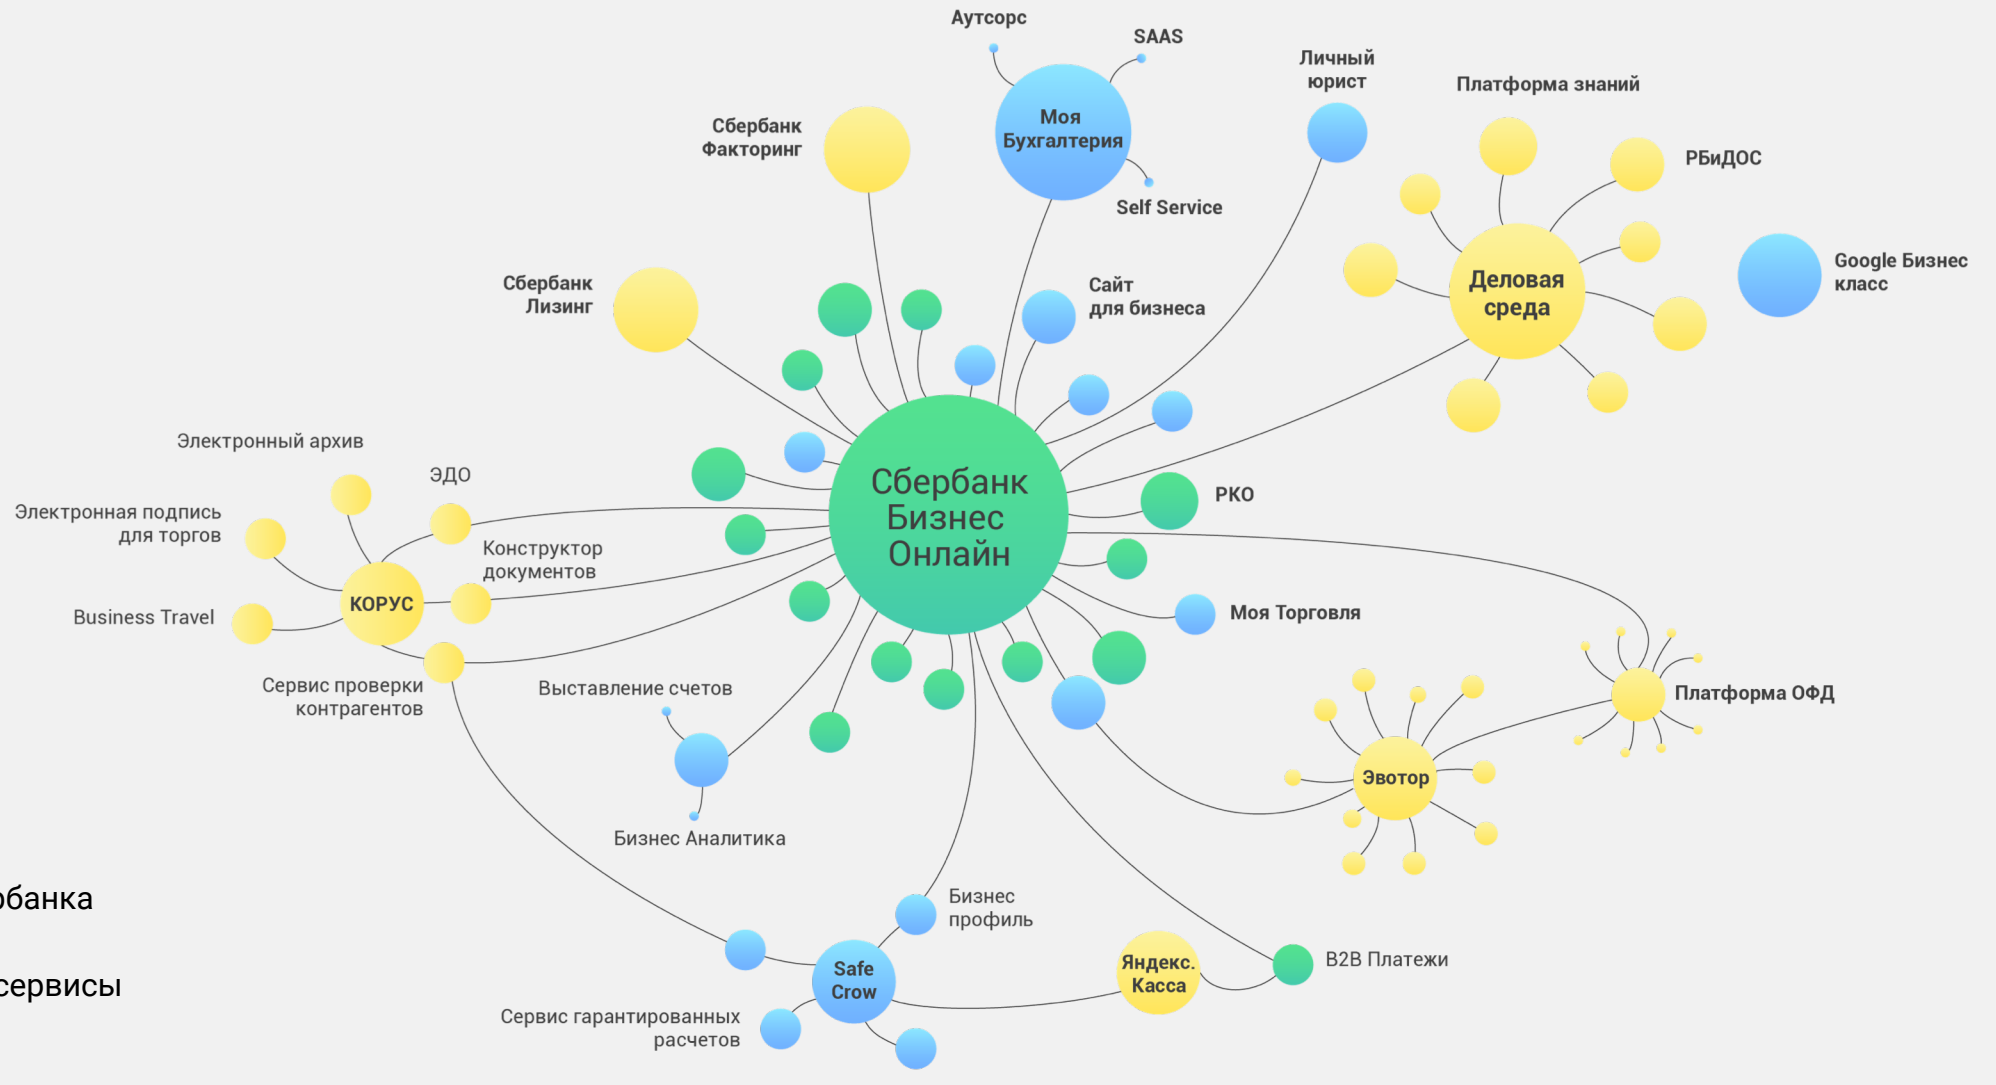 Аутсорс
SAAS
Моя
Бухгалтерия
Self Service
Личный
юрист
Платформа знаний
РБиДОС
Деловая
среда
Google Бизнес
класс
Сбербанк
Факторинг
Сбербанк
Лизинг
Сайт
для бизнеса
Сбербанк
Бизнес
Онлайн
РКО
Моя Торговля
Электронный архив
ЭДО
Электронная подпись
для торгов
Конструктор
документов
КОРУС
Business Travel
Сервис проверки
контрагентов
Выставление счетов
Бизнес Аналитика
Платформа ОФД
Эвотор
Бизнес
профиль
Safe
Crow
Яндекс.
Касса
B2B Платежи
Сервис гарантированных
расчетов
сервисы